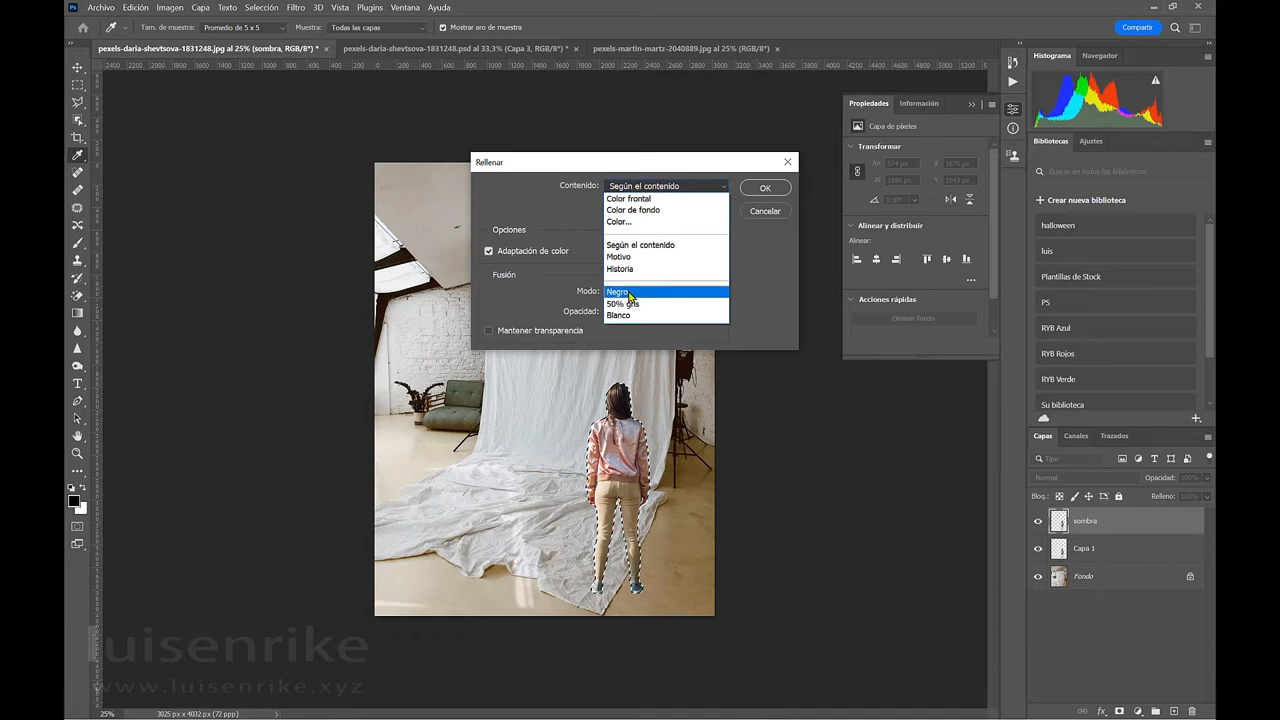 Ps Archivo Edición Imagen Capa Texto Selección Filtro 3D Vista Plugins Ventana Ayuda
Tam. de muestra: Promedio de 5 x 5 Muestra: Todas las capas Mostrar aro de muestra Compartir
pexels-daria-shevtsova-1831248.jpg al 25% (sombra, RGB/8*) * × pexels-daria-shevtsova-1831248.psd al 33,3% (Capa 3, RGB/8*) * × pexels-martin-martz-2040889.jpg al 25% (RGB/8*) ×
Histograma Navegador
Propiedades Información
Capa de píxeles
Transformar
An 574 px X 1875 px
Al 1889 px Y 1943 px
0,00°
Alinear y distribuir
Alinear:
Acciones rápidas
Eliminar fondo
Rellenar
Contenido: Según el contenido
OK
Cancelar
Color frontal
Color de fondo
Color...
Según el contenido
Motivo
Historia
Negro
50% gris
Blanco
Opciones
Adaptación de color
Fusión
Modo:
Opacidad:
Mantener transparencia
Bibliotecas Ajustes
Buscar en todas las bibliotecas
Crear nueva biblioteca
halloween
luis
Plantillas de Stock
PS
RYB Azul
RYB Rojos
RYB Verde
Su biblioteca
Capas Canales Trazados
Tipo
Normal Opacidad: 100%
Bloq.: Relleno: 100%
sombra
Capa 1
Fondo
luisenrike
www.luisenrike.xyz
25% 3025 px x 4032 px (72 ppp)